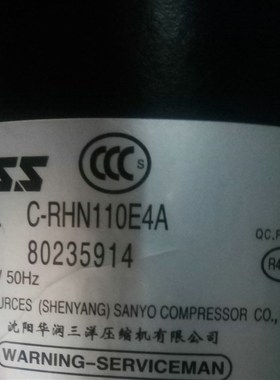 SS
CCC S
QC.P
C-RHN110E4A
80235914
R4
50Hz
URCES (SHENYANG) SANYO COMPRESSOR CO.,
沈阳华润三洋压缩机有限公司
WARNING-SERVICEMAN